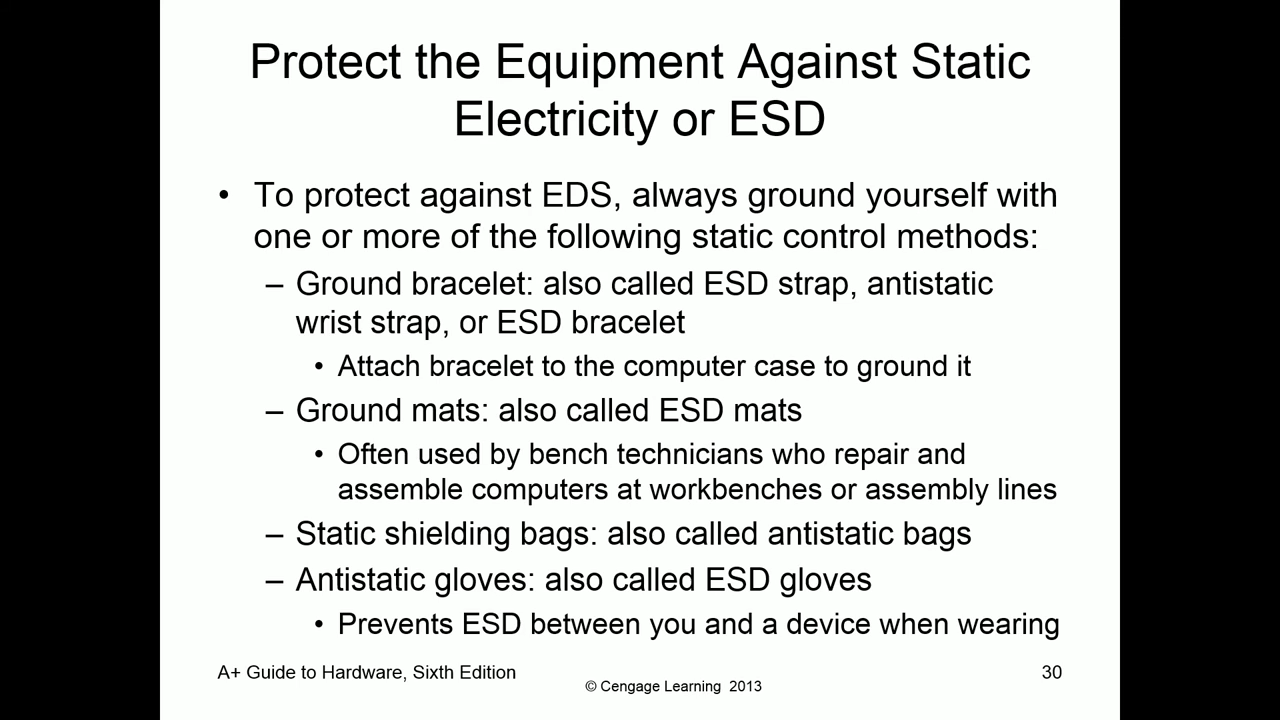 Protect the Equipment Against Static
Electricity or ESD
• To protect against EDS, always ground yourself with
one or more of the following static control methods:
– Ground bracelet: also called ESD strap, antistatic
wrist strap, or ESD bracelet
• Attach bracelet to the computer case to ground it
– Ground mats: also called ESD mats
• Often used by bench technicians who repair and
assemble computers at workbenches or assembly lines
– Static shielding bags: also called antistatic bags
– Antistatic gloves: also called ESD gloves
• Prevents ESD between you and a device when wearing
A+ Guide to Hardware, Sixth Edition
© Cengage Learning 2013
30